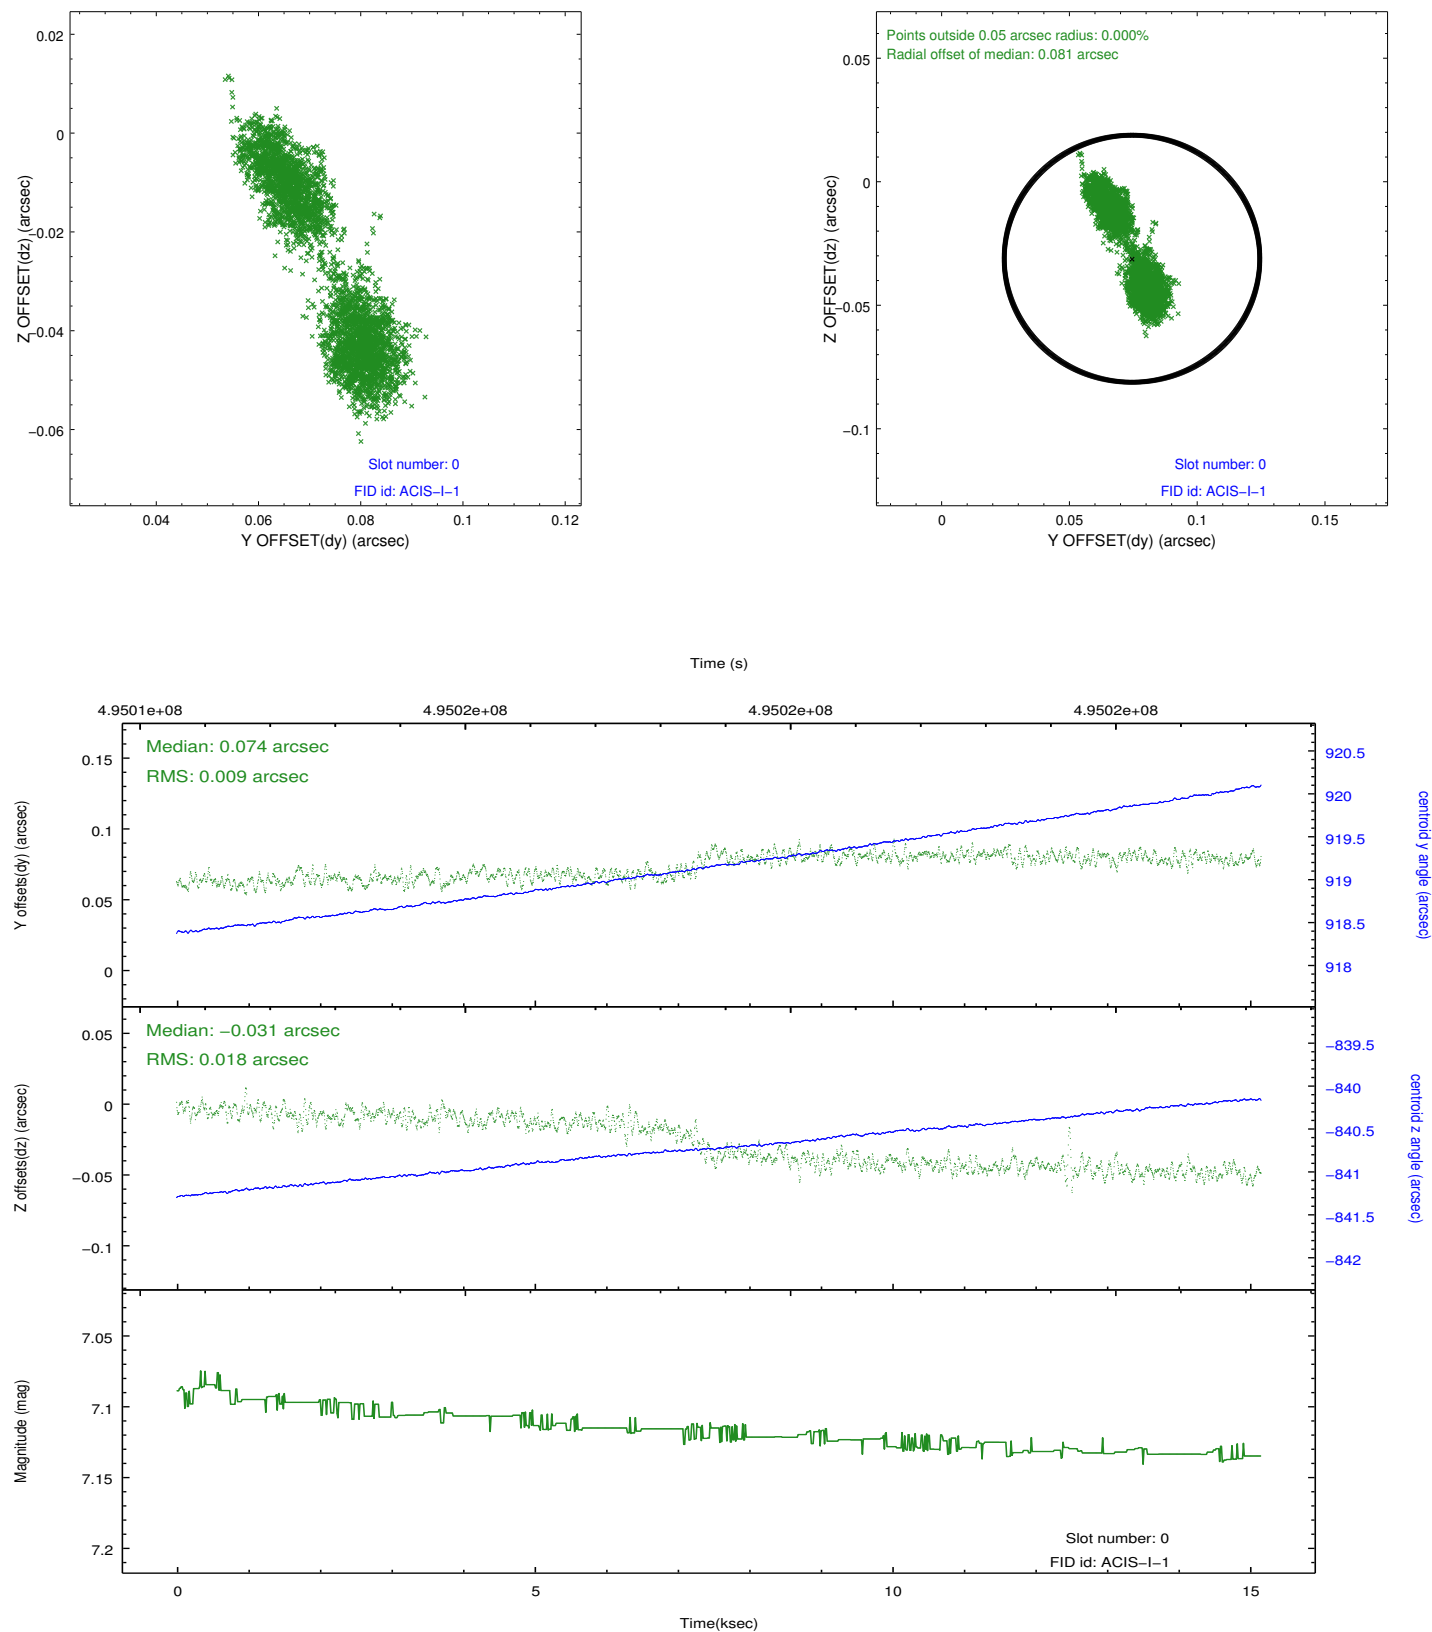 0.02
0
−0.02
−0.04
−0.06
Z OFFSET(dz) (arcsec)
Slot number: 0
FID id: ACIS−I−1
0.04 0.06 0.08 0.1 0.12
Y OFFSET(dy) (arcsec)
Points outside 0.05 arcsec radius: 0.000%
Radial offset of median: 0.081 arcsec
0.05
0
−0.05
−0.1
Z OFFSET(dz) (arcsec)
Slot number: 0
FID id: ACIS−I−1
0 0.05 0.1 0.15
Y OFFSET(dy) (arcsec)
Time (s)
4.9501e+08 4.9502e+08 4.9502e+08 4.9502e+08
Median: 0.074 arcsec
RMS: 0.009 arcsec
0.15
0.1
0.05
0
Y offsets(dy) (arcsec)
920.5
920
919.5
919
918.5
918
centroid y angle (arcsec)
Median: −0.031 arcsec
RMS: 0.018 arcsec
0.05
0
−0.05
−0.1
Z offsets(dz) (arcsec)
−839.5
−840
−840.5
−841
−841.5
−842
centroid z angle (arcsec)
7.05
7.1
7.15
7.2
Magnitude (mag)
Slot number: 0
FID id: ACIS−I−1
0 5 10 15
Time(ksec)